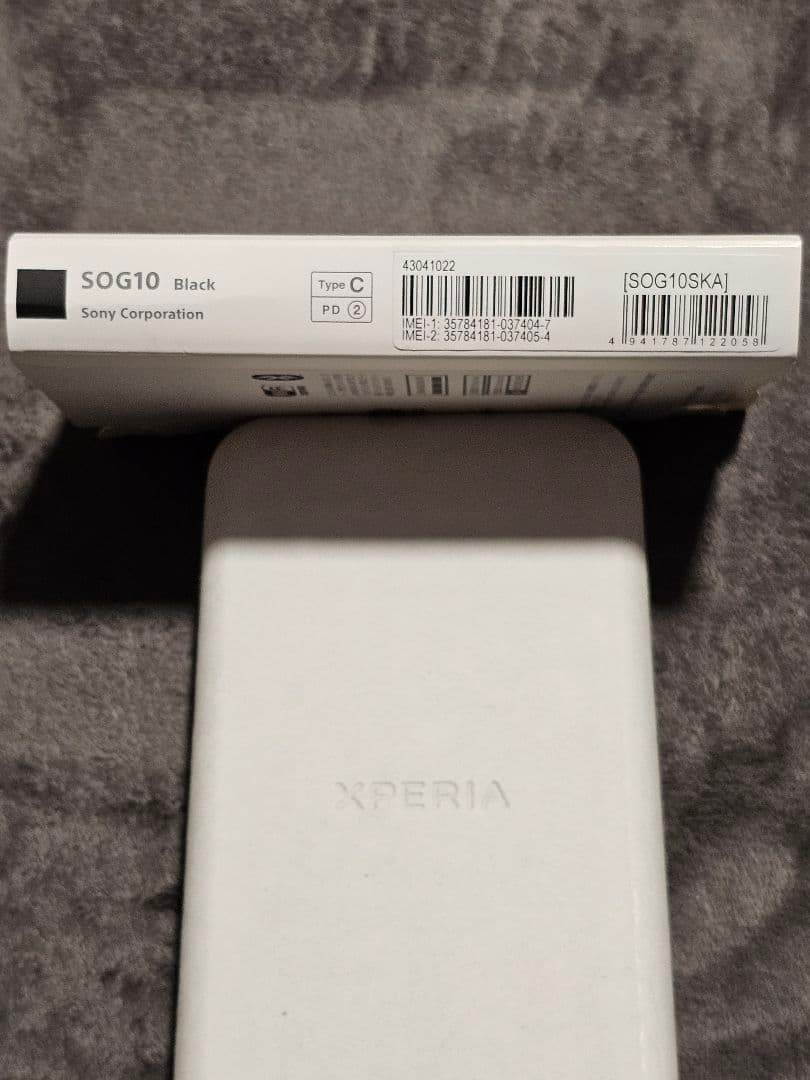 SOG10 Black
Sony Corporation
Type C
PD 2
43041022
IMEI-1: 35784181-037404-7
IMEI-2: 35784181-037405-4
[SOG10SKA]
4 941787 122058
XPERIA